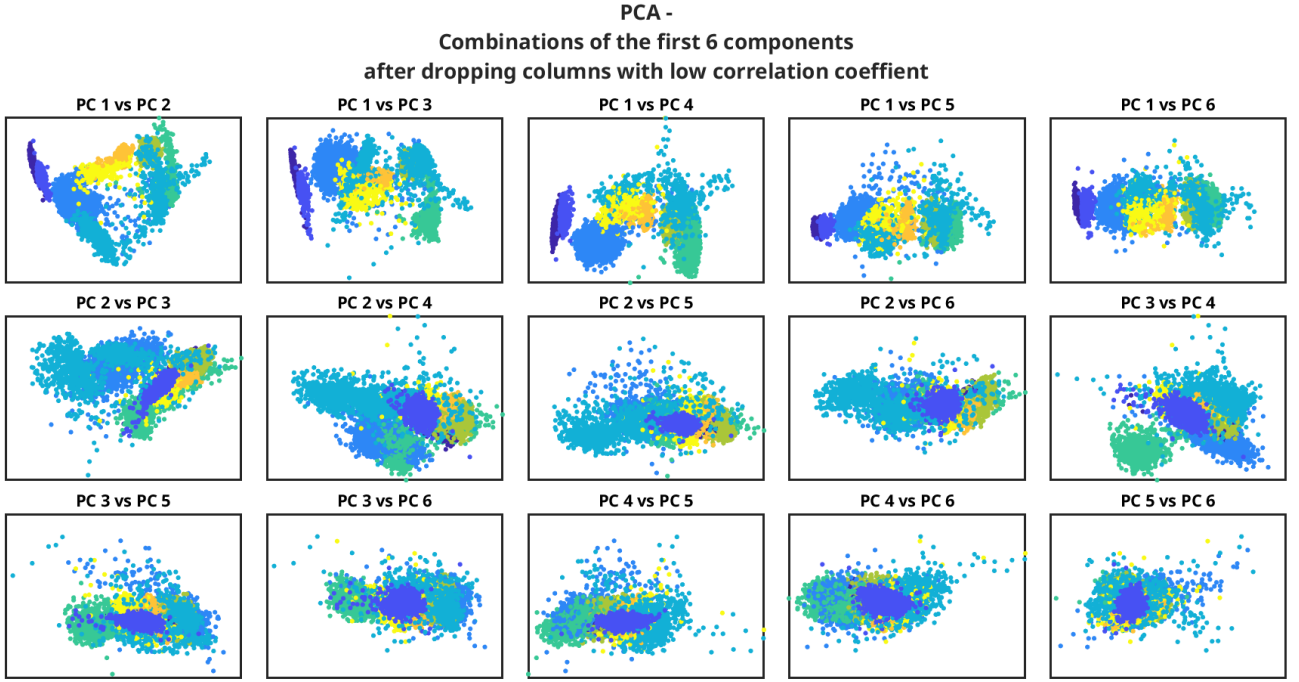 PCA -
Combinations of the first 6 components
after dropping columns with low correlation coeffient
PC 1 vs PC 2
PC 1 vs PC 3
PC 1 vs PC 4
PC 1 vs PC 5
PC 1 vs PC 6
PC 2 vs PC 3
PC 2 vs PC 4
PC 2 vs PC 5
PC 2 vs PC 6
PC 3 vs PC 4
PC 3 vs PC 5
PC 3 vs PC 6
PC 4 vs PC 5
PC 4 vs PC 6
PC 5 vs PC 6